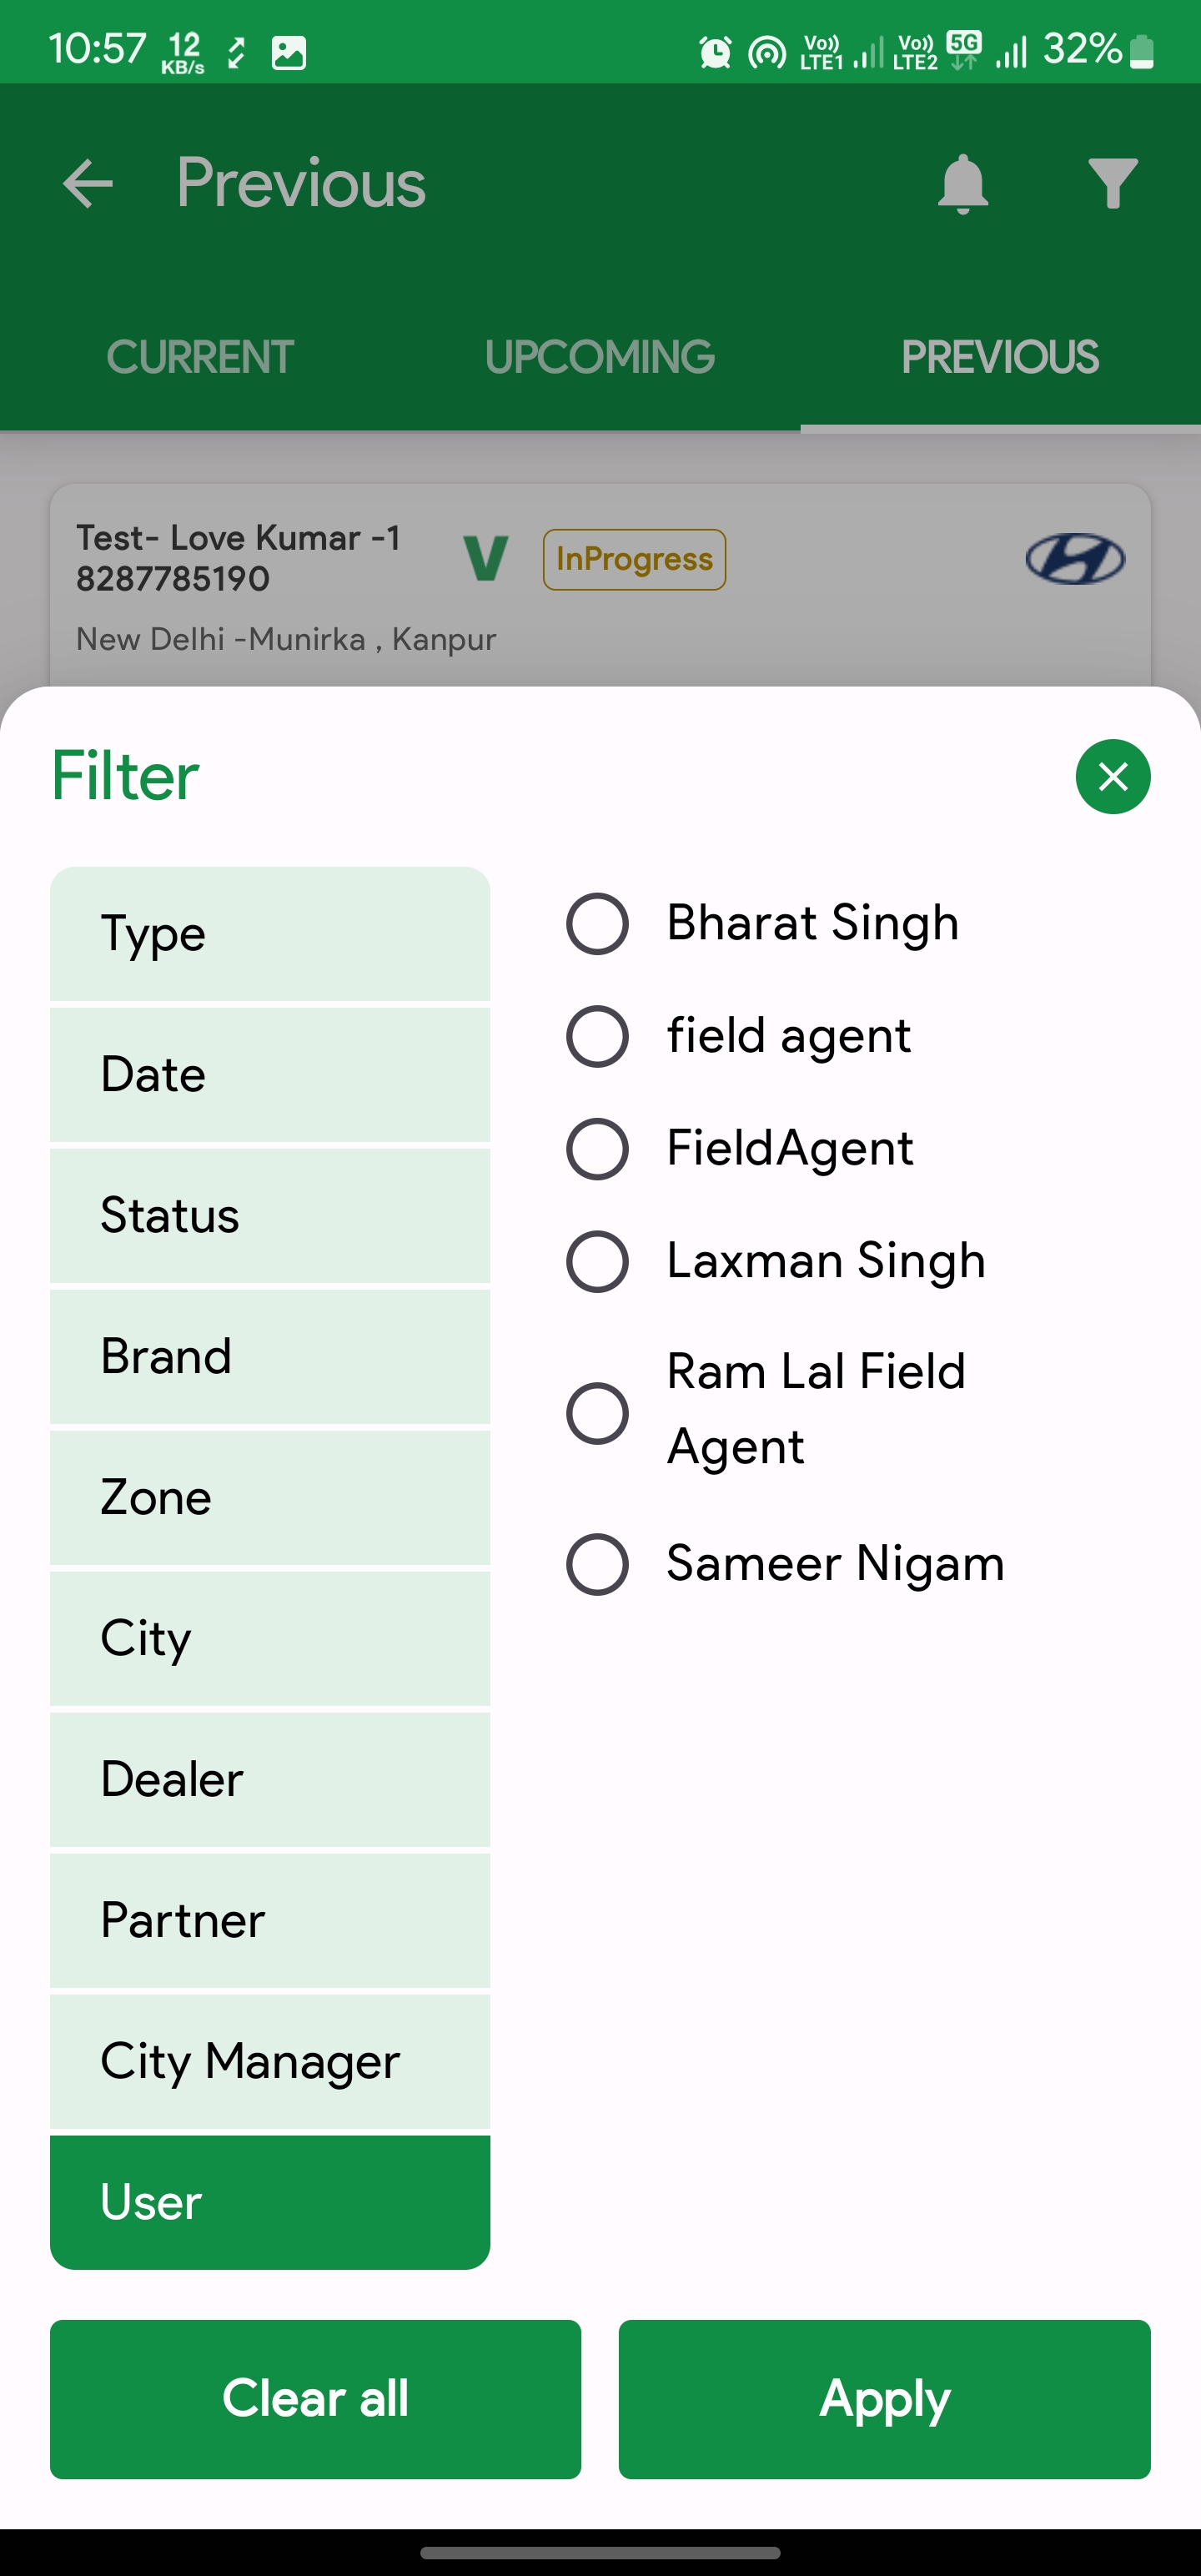 10:57 12 KB/s Vo)) LTE1 Vo)) LTE2 5G 32%
Previous
CURRENT UPCOMING PREVIOUS
Test- Love Kumar -1
8287785190
V InProgress
New Delhi -Munirka , Kanpur
Filter
Type
Date
Status
Brand
Zone
City
Dealer
Partner
City Manager
User
Bharat Singh
field agent
FieldAgent
Laxman Singh
Ram Lal Field
Agent
Sameer Nigam
Clear all Apply